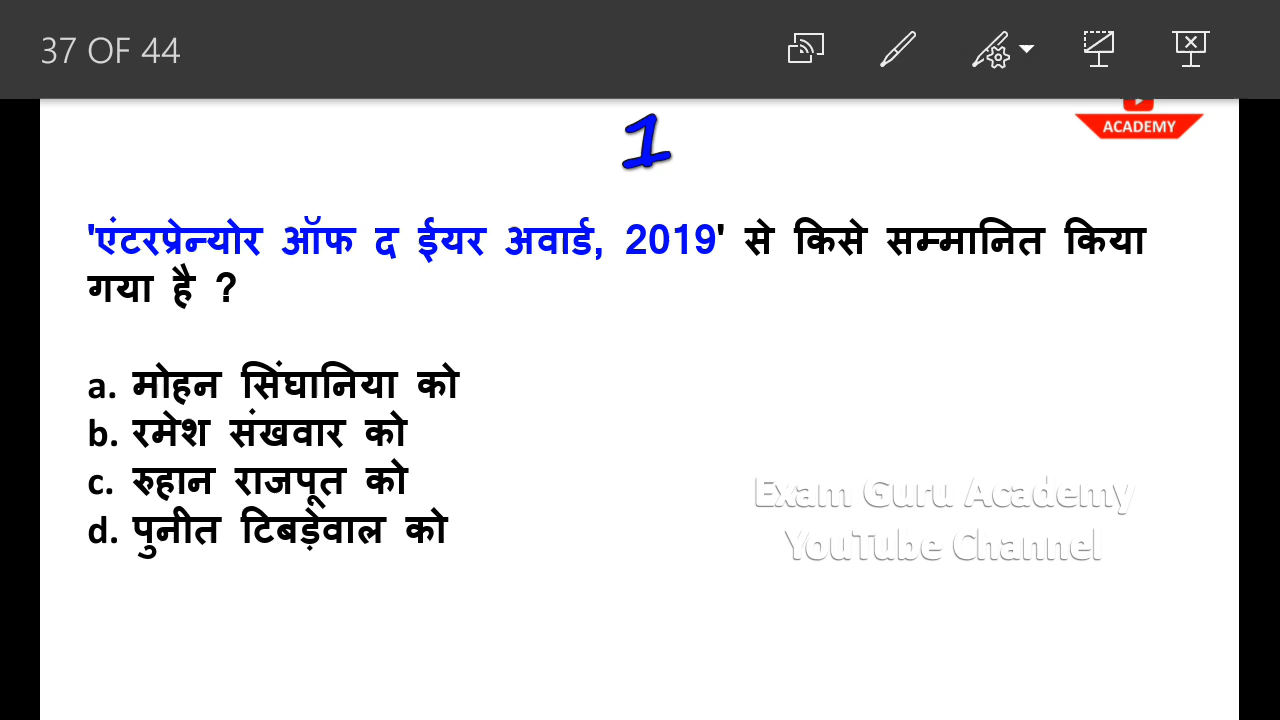 37 OF 44
ACADEMY
1
'एंटरप्रेन्योर ऑफ द ईयर अवार्ड, 2019' से किसे सम्मानित किया
गया है ?
a. मोहन सिंघानिया को
b. रमेश संखवार को
c. रुहान राजपूत को
d. पुनीत टिबड़ेवाल को
Exam Guru Academy
YouTube Channel